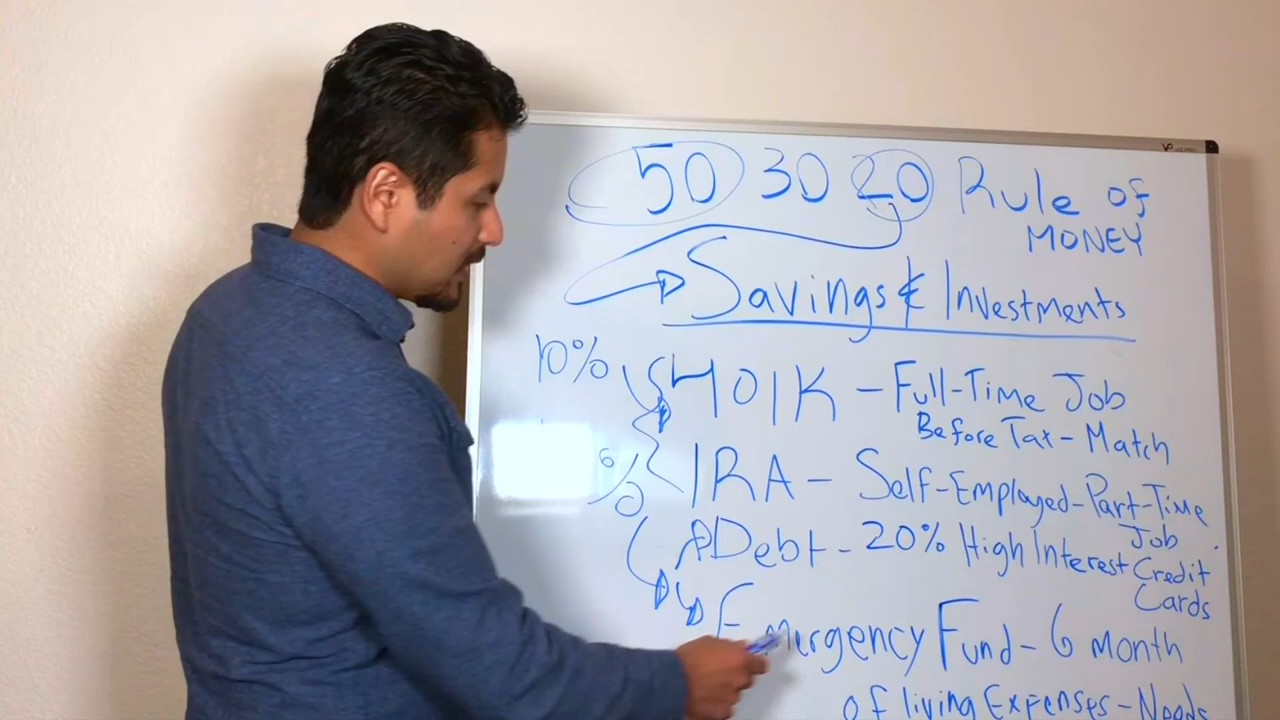 50 30 20 Rule of
MONEY
Savings & Investments
10%
401K - Full-Time Job
Before Tax - Match
%
IRA - Self-Employed - Part-Time
Job
Debt - 20% High Interest Credit
Cards
Emergency Fund - 6 month
of living Expenses - Needs